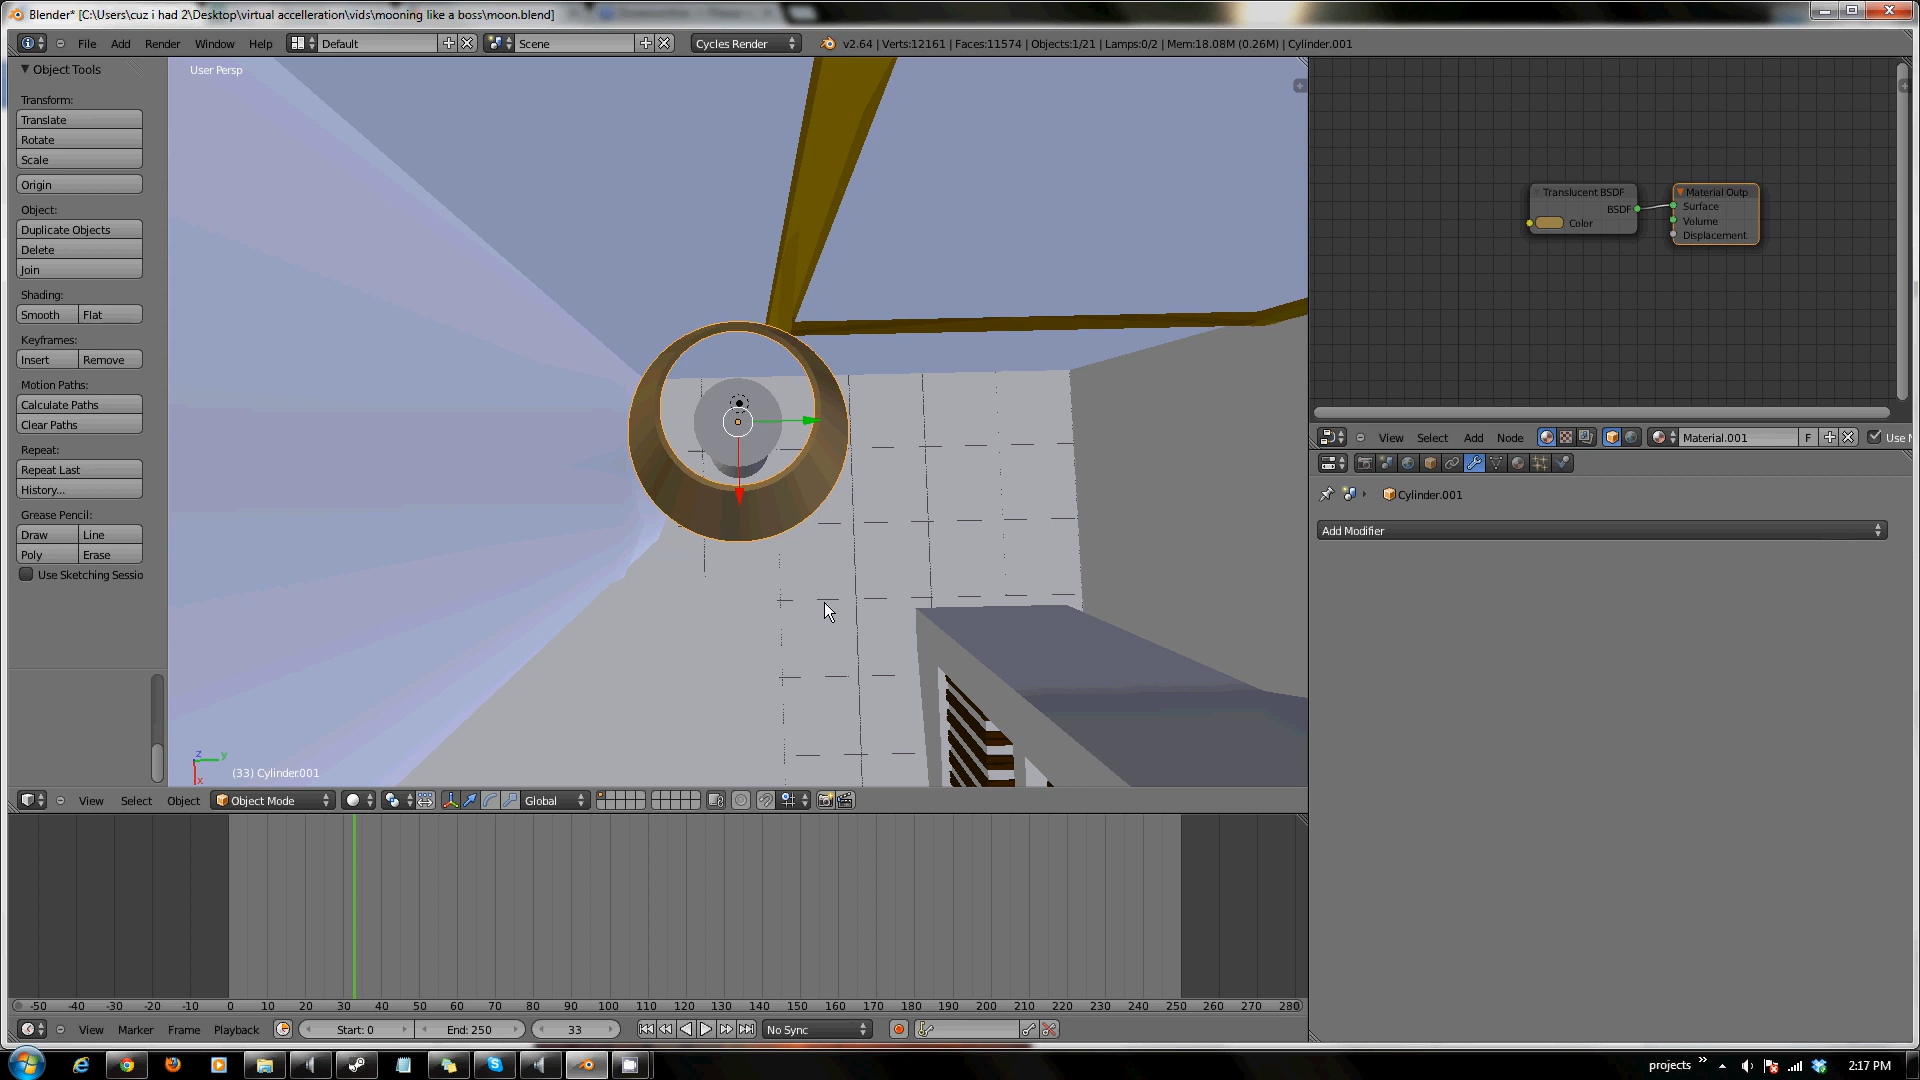 Blender* [C:\Users\cuz i had 2\Desktop\virtual accelleration\vids\mooning like a boss\moon.blend]
File Add Render Window Help Default Scene Cycles Render v2.64 | Verts:12161 | Faces:11574 | Objects:1/21 | Lamps:0/2 | Mem:18.08M (0.26M) | Cylinder.001
Object Tools
User Persp
Transform:
Translate
Rotate
Scale
Origin
Object:
Duplicate Objects
Delete
Join
Shading:
Smooth Flat
Keyframes:
Insert Remove
Motion Paths:
Calculate Paths
Clear Paths
Repeat:
Repeat Last
History...
Grease Pencil:
Draw Line
Poly Erase
Use Sketching Sessio
z y
x
(33) Cylinder.001
View Select Object Object Mode Global
Translucent BSDF
BSDF
Color
Material Outp
Surface
Volume
Displacement
View Select Add Node Material.001 F Use N
Cylinder.001
Add Modifier
-50 -40 -30 -20 -10 0 10 20 30 40 50 60 70 80 90 100 110 120 130 140 150 160 170 180 190 200 210 220 230 240 250 260 270 280
View Marker Frame Playback Start: 0 End: 250 33 No Sync
projects 2:17 PM